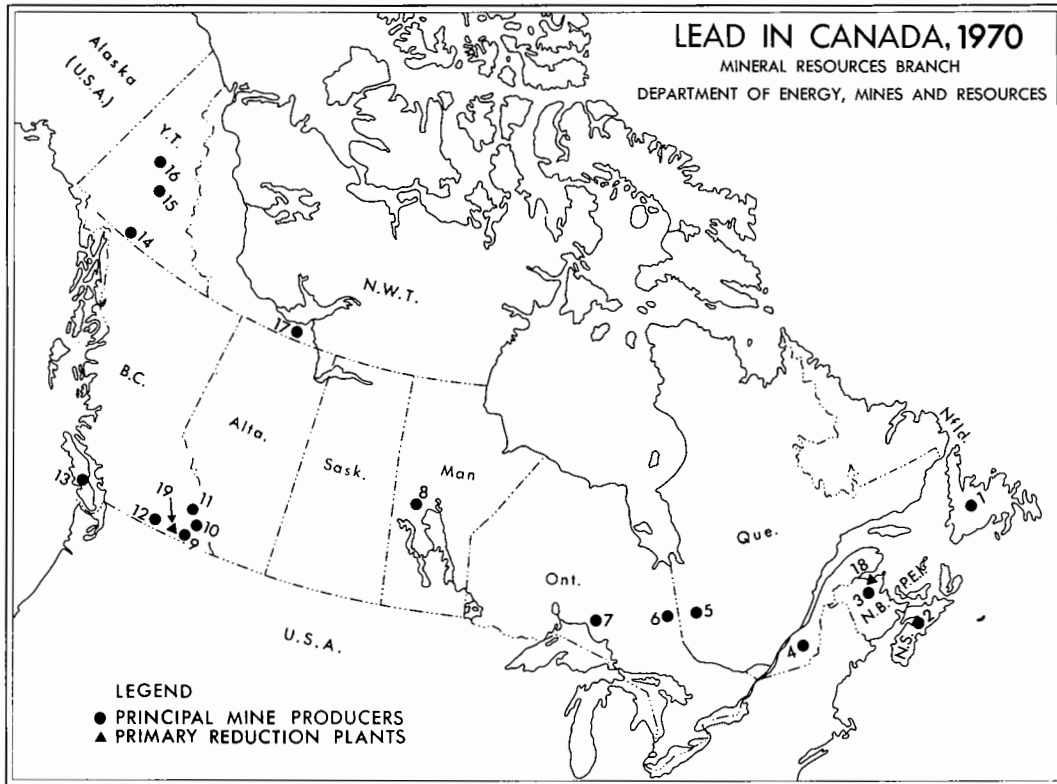 LEAD IN CANADA, 1970
MINERAL RESOURCES BRANCH
DEPARTMENT OF ENERGY, MINES AND RESOURCES
Alaska
(U.S.A.)
Y.T.
16
15
14
N.W.T.
17
B.C.
Alta.
Sask.
Man
8
13
12
19
11
10
9
Ont.
7
6
5
Que.
Nfld.
1
18
3
N.B.
P.E.I.
N.S.
2
4
U.S.A.
LEGEND
PRINCIPAL MINE PRODUCERS
PRIMARY REDUCTION PLANTS